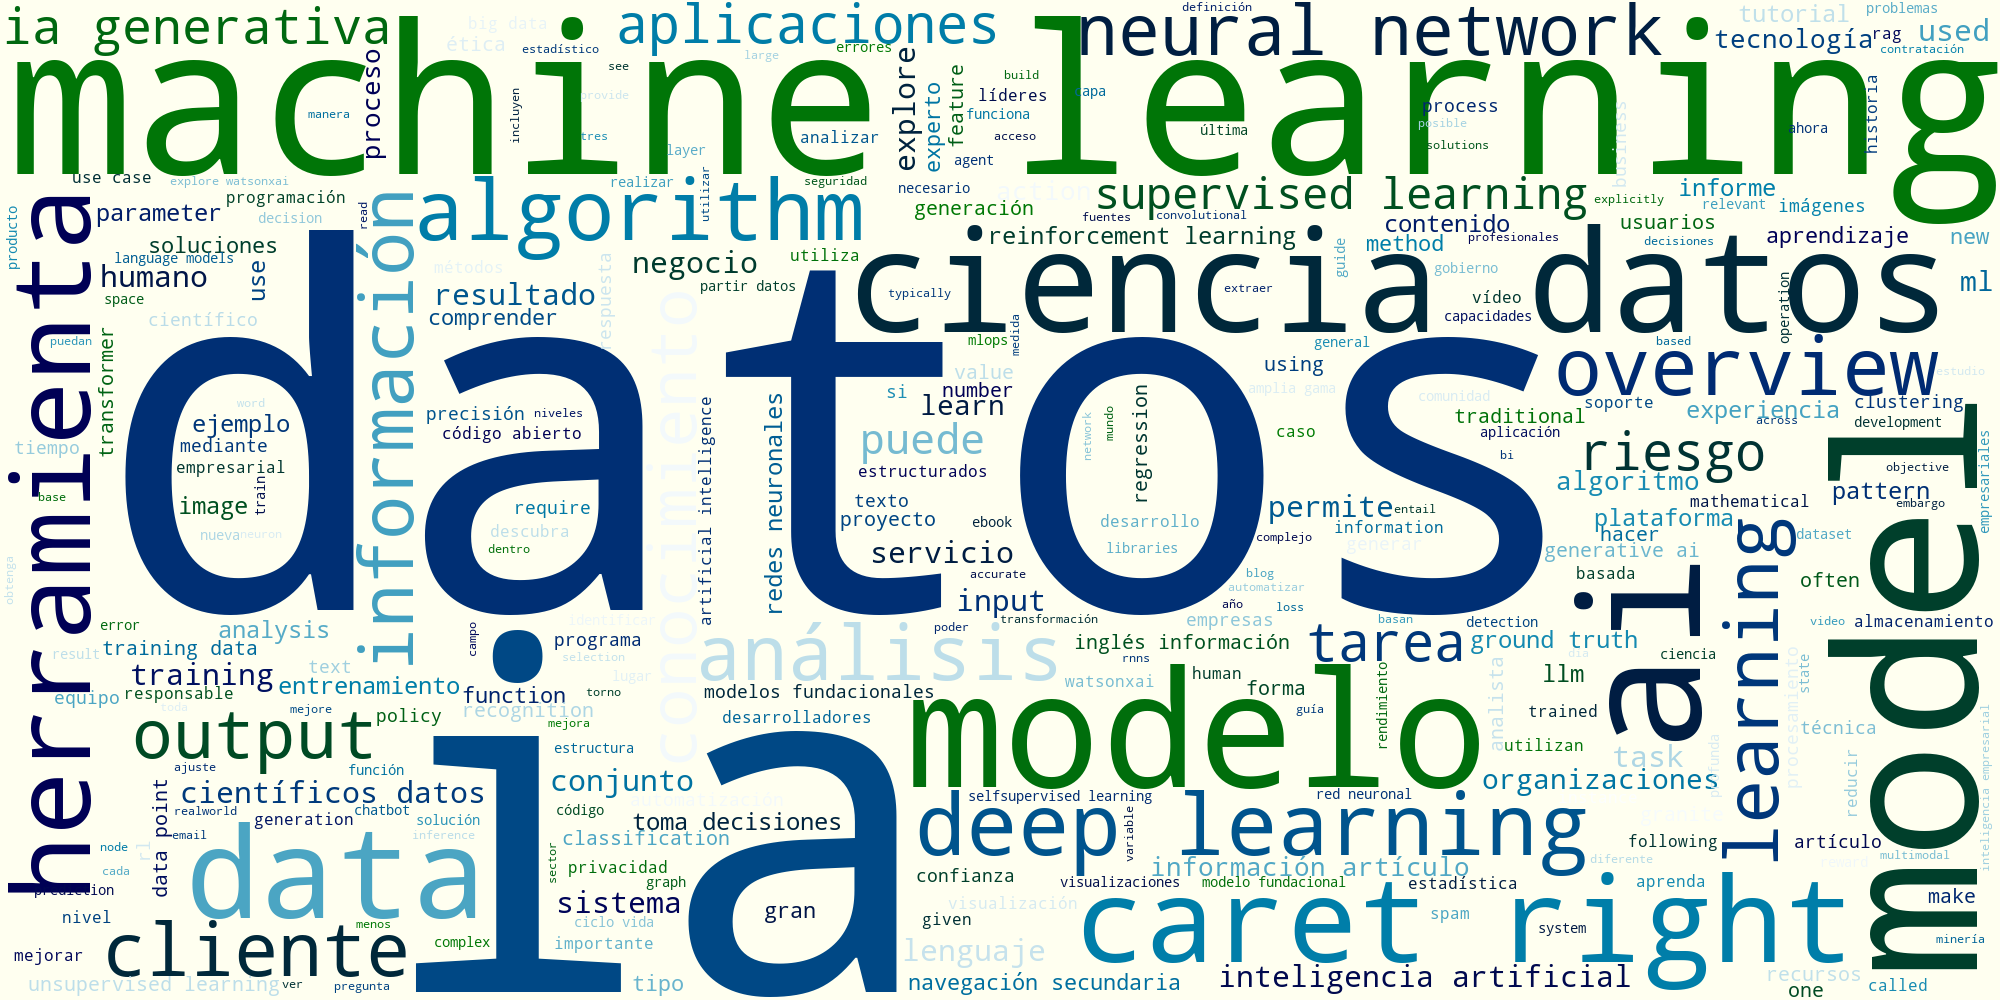 ia generativa
big data
ética
estadístico
aplicaciones
see
large
errores
definición
neural network
tutorial
problemas
tecnología
rag
used
contratación
machine learning
manera
proceso
incluyen
provide
tres
layer
analizar
explore
experto
feature
líderes
build
rapa
funciona
acceso
agent
última
process
posible
solutions
business
ahora
historia
use case
explore watsonxai
programación
decision
parameter
soluciones
language models
humano
space
científico
use
read
producto
herramienta
puedan
transformer
información
algorithm
métodos
realizar
utilizar
seguridad
necesario
action
generación
supervised learning
fuentes
convolutional
reinforcement learning
contenido
method
profesionales
explicitly
usuarios
decisiones
informe
relevant
imágenes
aprendizaje
new
ml
negocio
utiliza
partir datos
resultado
comprender
respuesta
conocimiento
ciencia datos
typically
extraer
guide
gobierno
vídeo
capacidades
operation
datos
mlops
medida
general
based
overview
estudio
value
using
number
si
learn
amplia gama
comunidad
soporte
experiencia
clustering
across
development
traditional
aplicación
bi
caso
regression
mundo
network
puede
estructurados
riesgo
algoritmo
mathematical
pattern
objective
embargo
empresariales
model
word
ejemplo
mediante
empresarial
image
train
nueva
neuron
tiempo
base
obtenga
precisión
niveles
código abierto
require
descubra
dentro
artificial intelligence
redes neuronales
texto
proyecto
ebook
servicio
accurate
input
desarrollo
libraries
permite
entail
information
complejo
generar
blog
automatizar
plataforma
hacer
generative ai
basada
dataset
often
año
loss
transformación
empresas
basan
detection
video
almacenamiento
error
training data
analysis
result
training
text
equipo
responsable
mejore
entrenamiento
policy
campo
programa
identificar
selection
function
lugar
recognition
torno
mejora
análisis
poder
modelos fundacionales
desarrolladores
inglés información
rnns
watsonxai
human
forma
guía
tarea
ground truth
ciencia
día
llm
trained
analista
utilizan
ai
learning
procesamiento
state
técnica
task
profunda
reducir
inteligencia empresarial
output
toda
ajuste
función
estructura
rendimiento
modelo
organizaciones
científicos datos
realworld
chatbot
generation
solución
email
inference
data point
rl
node
cada
prediction
nivel
data
conjunto
automatización
código
toma decisiones
classification
sector
privacidad
graph
ia
selfsupervised learning
red neuronal
deep learning
variable
gráfico
following
artículo
diferente
reward
multimodal
información artículo
confianza
visualizaciones
modelo fundacional
estadística
aprenda
make
sistema
gran
visualización
given
ciclo vida
importante
menos
complex
cliente
mejorar
unsupervised learning
ver
pregunta
tipo
lenguaje
navegación secundaria
caret right
spam
system
inteligencia artificial
minería
recursos
one
called